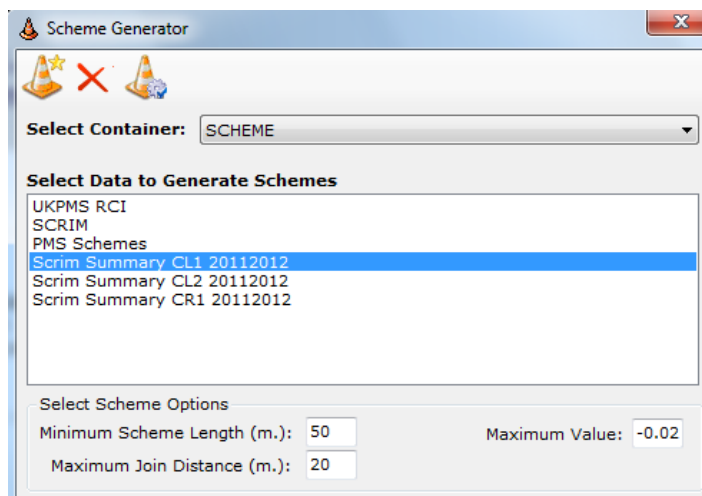 Scheme Generator
Select Container: SCHEME
Select Data to Generate Schemes
UKPMS RCI
SCRIM
PMS Schemes
Scrim Summary CL1 20112012
Scrim Summary CL2 20112012
Scrim Summary CR1 20112012
Select Scheme Options
Minimum Scheme Length (m.): 50 Maximum Value: -0.02
Maximum Join Distance (m.): 20